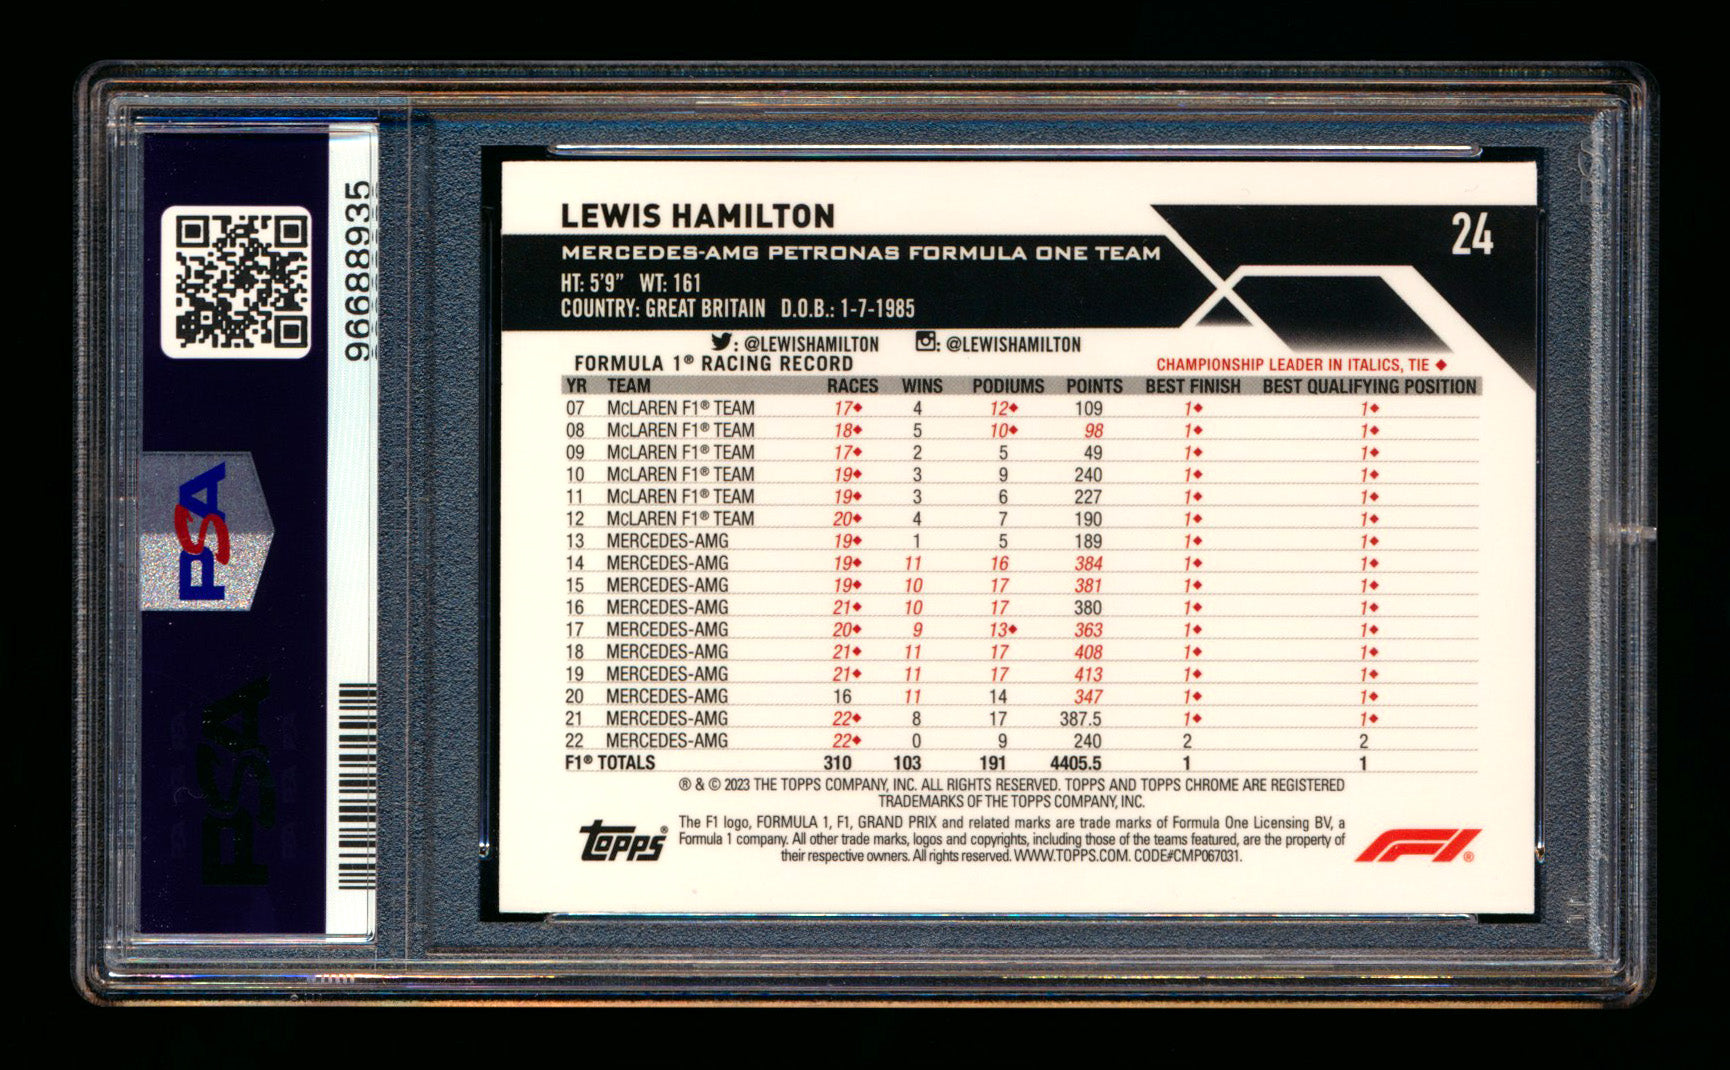 96688935
PSA
PSA
LEWIS HAMILTON
24
MERCEDES-AMG PETRONAS FORMULA ONE TEAM
HT: 5'9" WT: 161
COUNTRY: GREAT BRITAIN D.O.B.: 1-7-1985
: @LEWISHAMILTON : @LEWISHAMILTON
FORMULA 1® RACING RECORD CHAMPIONSHIP LEADER IN ITALICS, TIE ♦
YR TEAM RACES WINS PODIUMS POINTS BEST FINISH BEST QUALIFYING POSITION
07 McLAREN F1® TEAM 17♦ 4 12♦ 109 1♦ 1♦
08 McLAREN F1® TEAM 18♦ 5 10♦ 98 1♦ 1♦
09 McLAREN F1® TEAM 17♦ 2 5 49 1♦ 1♦
10 McLAREN F1® TEAM 19♦ 3 9 240 1♦ 1♦
11 McLAREN F1® TEAM 19♦ 3 6 227 1♦ 1♦
12 McLAREN F1® TEAM 20♦ 4 7 190 1♦ 1♦
13 MERCEDES-AMG 19♦ 1 5 189 1♦ 1♦
14 MERCEDES-AMG 19♦ 11 16 384 1♦ 1♦
15 MERCEDES-AMG 19♦ 10 17 381 1♦ 1♦
16 MERCEDES-AMG 21♦ 10 17 380 1♦ 1♦
17 MERCEDES-AMG 20♦ 9 13♦ 363 1♦ 1♦
18 MERCEDES-AMG 21♦ 11 17 408 1♦ 1♦
19 MERCEDES-AMG 21♦ 11 17 413 1♦ 1♦
20 MERCEDES-AMG 16 11 14 347 1♦ 1♦
21 MERCEDES-AMG 22♦ 8 17 387.5 1♦ 1♦
22 MERCEDES-AMG 22♦ 0 9 240 2 2
F1® TOTALS 310 103 191 4405.5 1 1
® & © 2023 THE TOPPS COMPANY, INC. ALL RIGHTS RESERVED. TOPPS AND TOPPS CHROME ARE REGISTERED
TRADEMARKS OF THE TOPPS COMPANY, INC.
topps®
The F1 logo, FORMULA 1, F1, GRAND PRIX and related marks are trade marks of Formula One Licensing BV, a
Formula 1 company. All other trade marks, logos and copyrights, including those of the teams featured, are the property of
their respective owners. All rights reserved. WWW.TOPPS.COM. CODE#CMP067031.
F1®